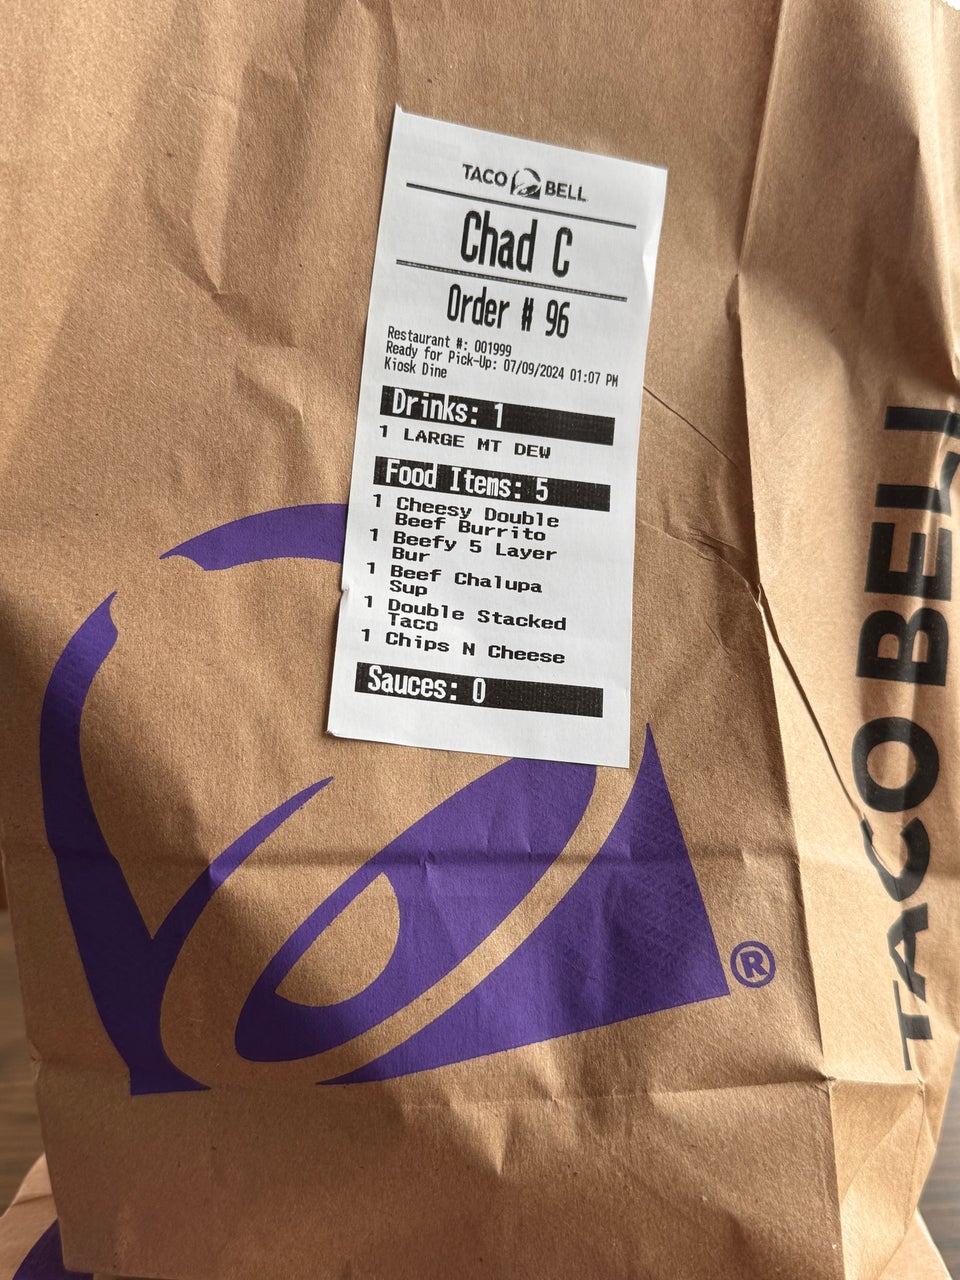 TACO BELL
Chad C
Order # 96
Restaurant #: 001999
Ready for Pick-Up: 07/09/2024 01:07 PM
Kiosk Dine
Drinks: 1
1 LARGE MT DEW
Food Items: 5
1 Cheesy Double
Beef Burrito
1 Beefy 5 Layer
Bur
1 Beef Chalupa
Sup
1 Double Stacked
Taco
1 Chips N Cheese
Sauces: 0
®
TACO BELL